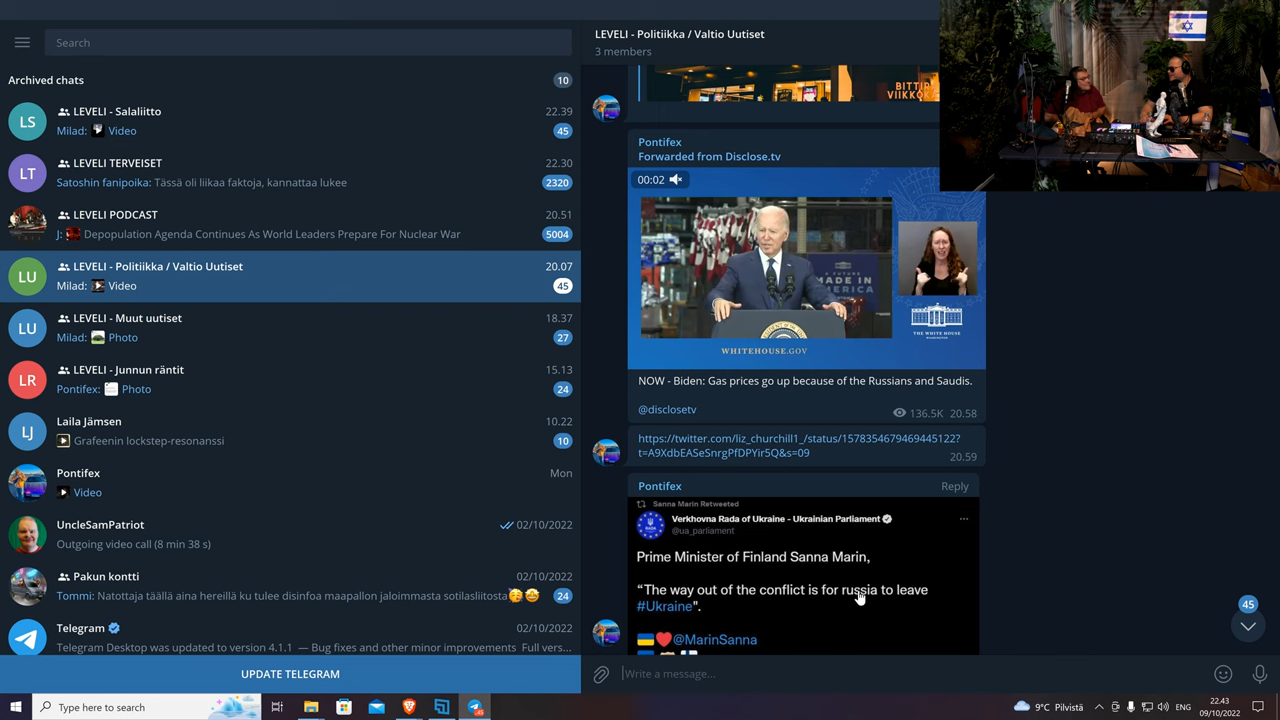 Search
Archived chats
10
LS
LEVELI - Salaliitto
22.39
Milad: Video
45
LT
LEVELI TERVEISET
22.30
Satoshin fanipoika: Tässä oli liikaa faktoja, kannattaa lukee
2320
LEVELI PODCAST
20.51
J: Depopulation Agenda Continues As World Leaders Prepare For Nuclear War
5004
LU
LEVELI - Politiikka / Valtio Uutiset
20.07
Milad: Video
45
LU
LEVELI - Muut uutiset
18.37
Milad: Photo
27
LR
LEVELI - Junnun räntit
15.13
Pontifex: Photo
24
LJ
Laila Jämsen
10.22
Grafeenin lockstep-resonanssi
10
Pontifex
Mon
Video
UncleSamPatriot
02/10/2022
Outgoing video call (8 min 38 s)
Pakun kontti
02/10/2022
Tommi: Natottaja täällä aina hereillä ku tulee disinfoa maapallon jaloimmasta sotilasliitosta
24
Telegram
02/10/2022
Telegram Desktop was updated to version 4.1.1 — Bug fixes and other minor improvements Full vers...
UPDATE TELEGRAM
LEVELI - Politiikka / Valtio Uutiset
3 members
BITTIR
VIIKKOKA
Pontifex
Forwarded from Disclose.tv
00:02
A FUTURE
MADE IN
AMERICA
THE WHITE HOUSE
WASHINGTON
WHITEHOUSE.GOV
NOW - Biden: Gas prices go up because of the Russians and Saudis.
@disclosetv
136.5K 20.58
https://twitter.com/liz_churchill1_/status/1578354679469445122?
t=A9XdbEASeSnrgPfDPYir5Q&s=09
20.59
Pontifex
Reply
Sanna Marin Retweeted
Verkhovna Rada of Ukraine - Ukrainian Parliament
@ua_parliament
Prime Minister of Finland Sanna Marin,
“The way out of the conflict is for russia to leave
#Ukraine".
@MarinSanna
45
Write a message...
Type here to search
9°C Pilvistä
ENG
22.43
09/10/2022